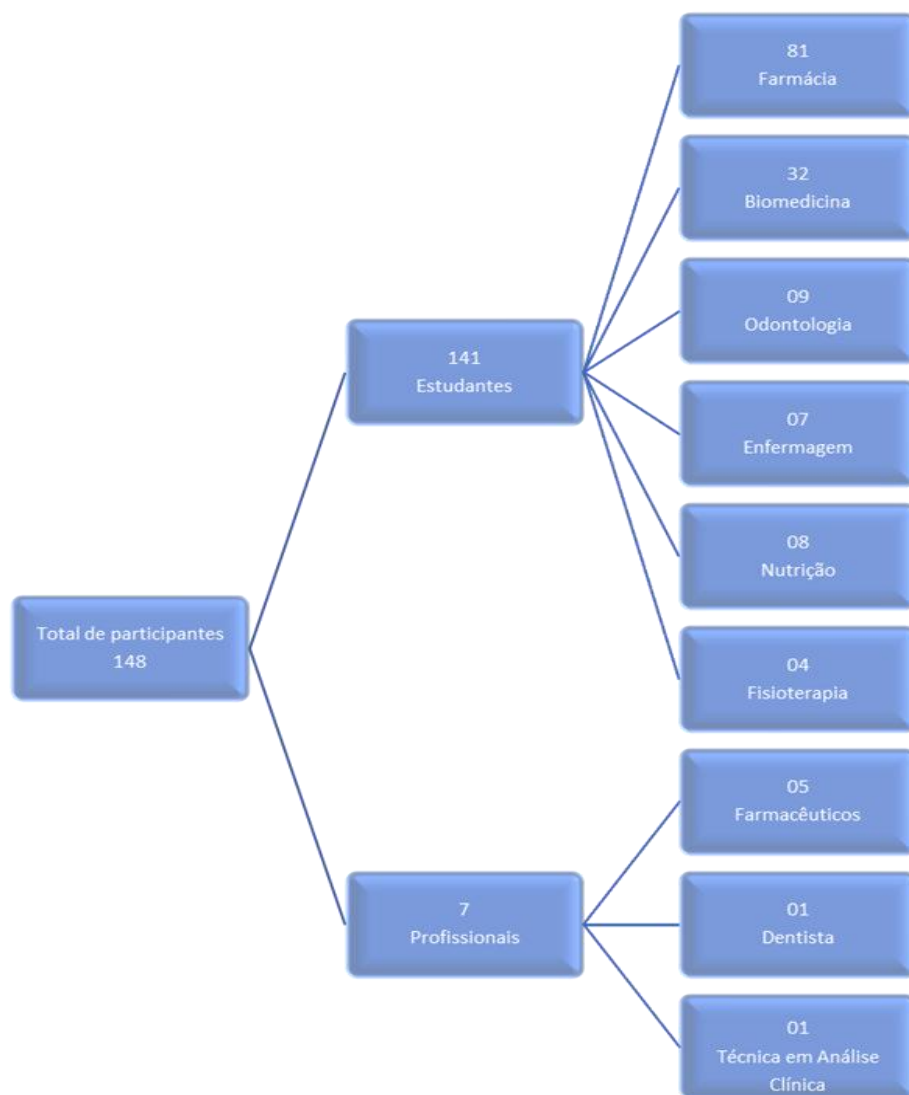 Total de participantes
148
141
Estudantes
7
Profissionais
81
Farmácia
32
Biomedicina
09
Odontologia
07
Enfermagem
08
Nutrição
04
Fisioterapia
05
Farmacêuticos
01
Dentista
01
Técnica em Análise
Clínica